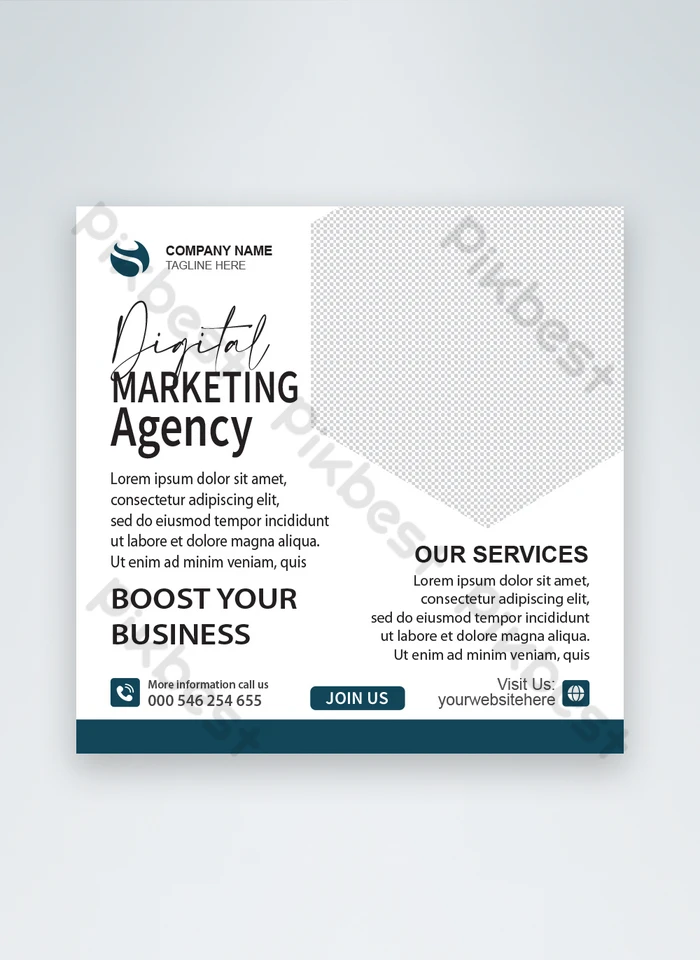 COMPANY NAME
TAGLINE HERE
Digital
MARKETING
Agency
Lorem ipsum dolor sit amet,
consectetur adipiscing elit,
sed do eiusmod tempor incididunt
ut labore et dolore magna aliqua.
Ut enim ad minim veniam, quis
BOOST YOUR
BUSINESS
OUR SERVICES
Lorem ipsum dolor sit amet,
consectetur adipiscing elit,
sed do eiusmod tempor incididunt
ut labore et dolore magna aliqua.
Ut enim ad minim veniam, quis
More information call us
000 546 254 655
JOIN US
Visit Us:
yourwebsitehere
pikbest
pikbest
pikbest
pikbest
pikbest